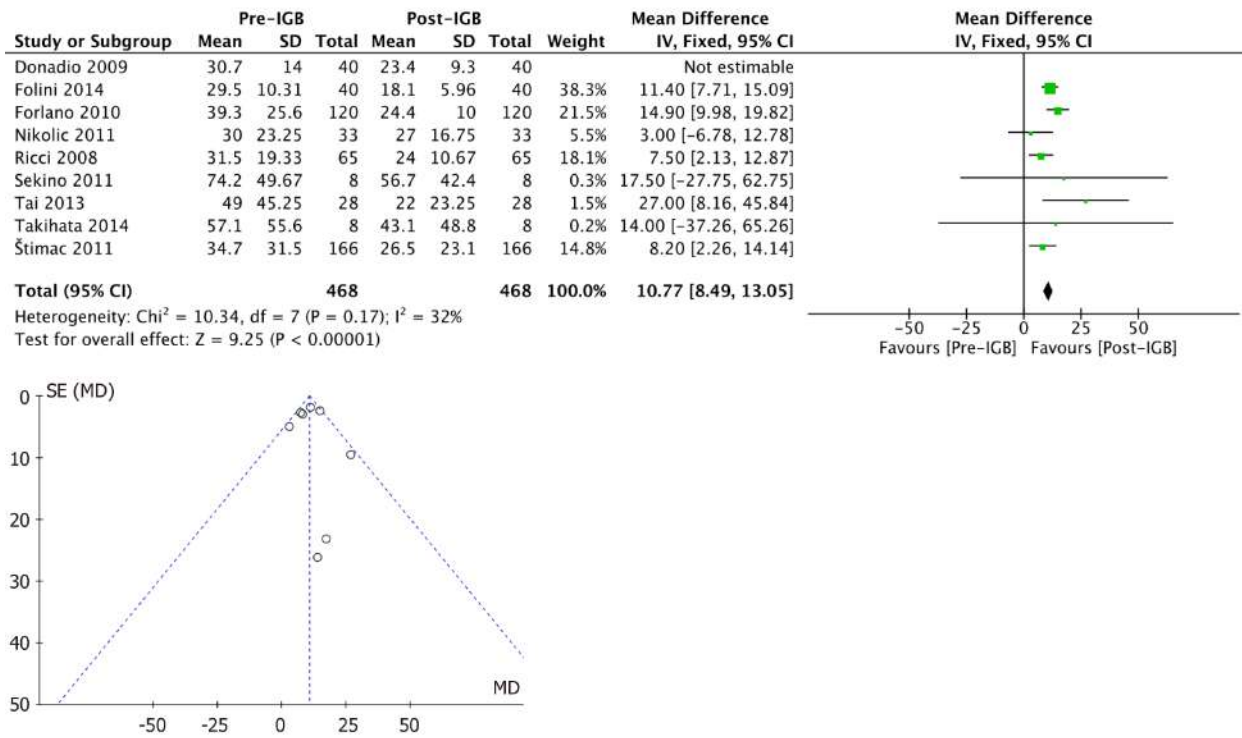 Pre-IGB Post-IGB Mean Difference Mean Difference
Study or Subgroup Mean SD Total Mean SD Total Weight IV, Fixed, 95% CI IV, Fixed, 95% CI
Donadio 2009 30.7 14 40 23.4 9.3 40 Not estimable
Folini 2014 29.5 10.31 40 18.1 5.96 40 38.3% 11.40 [7.71, 15.09]
Forlano 2010 39.3 25.6 120 24.4 10 120 21.5% 14.90 [9.98, 19.82]
Nikolic 2011 30 23.25 33 27 16.75 33 5.5% 3.00 [−6.78, 12.78]
Ricci 2008 31.5 19.33 65 24 10.67 65 18.1% 7.50 [2.13, 12.87]
Sekino 2011 74.2 49.67 8 56.7 42.4 8 0.3% 17.50 [−27.75, 62.75]
Tai 2013 49 45.25 28 22 23.25 28 1.5% 27.00 [8.16, 45.84]
Takihata 2014 57.1 55.6 8 43.1 48.8 8 0.2% 14.00 [−37.26, 65.26]
Štimac 2011 34.7 31.5 166 26.5 23.1 166 14.8% 8.20 [2.26, 14.14]
Total (95% CI) 468 468 100.0% 10.77 [8.49, 13.05]
Heterogeneity: Chi² = 10.34, df = 7 (P = 0.17); I² = 32%
Test for overall effect: Z = 9.25 (P < 0.00001)
−50 −25 0 25 50
Favours [Pre-IGB] Favours [Post-IGB]
0 SE (MD)
10
20
30
40
50
MD
-50 -25 0 25 50